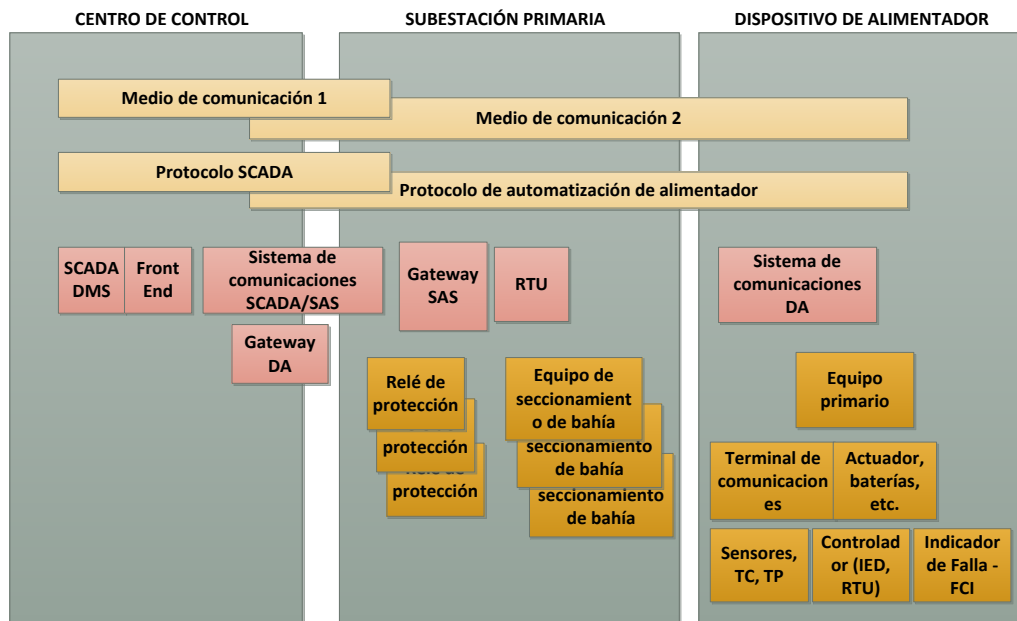 CENTRO DE CONTROL
SUBESTACIÓN PRIMARIA
DISPOSITIVO DE ALIMENTADOR
Medio de comunicación 1
Medio de comunicación 2
Protocolo SCADA
Protocolo de automatización de alimentador
SCADA
DMS
Front
End
Sistema de
comunicaciones
SCADA/SAS
Gateway
DA
Gateway
SAS
RTU
Sistema de
comunicaciones
DA
Relé de
protección
protección
Relé de
protección
Equipo de
seccionamient
o de bahía
seccionamiento
de bahía
seccionamiento
de bahía
Equipo
primario
Terminal de
comunicacion
es
Actuador,
baterías,
etc.
Sensores,
TC, TP
Controlad
or (IED,
RTU)
Indicador
de Falla -
FCI